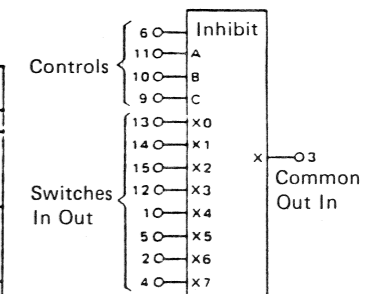 6 Inhibit
Controls
11 A
10 B
9 C
13 X0
14 X1
15 X2
12 X3
1 X4
5 X5
2 X6
4 X7
Switches
In Out
X 3
Common
Out In